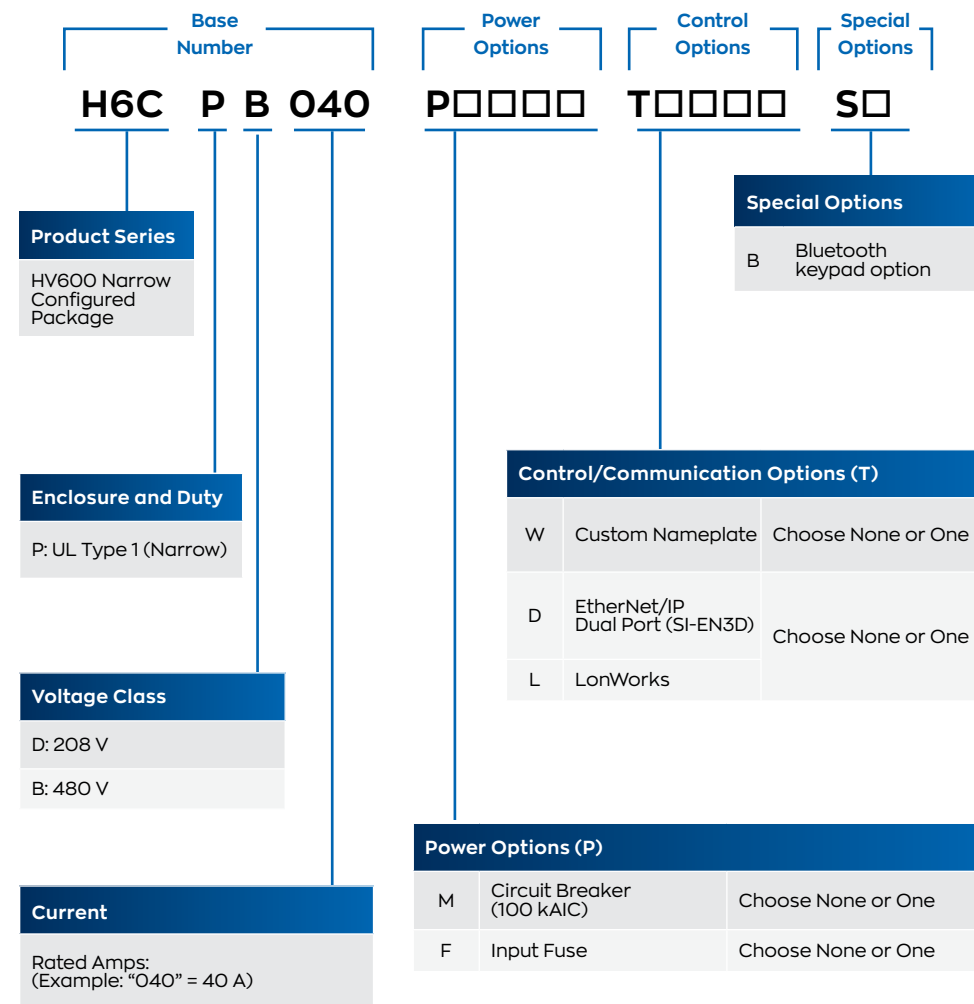 Base
Number
Power
Options
Control
Options
Special
Options
H6C P B 040 P□□□□ T□□□□ S□
Special Options
B Bluetooth
keypad option
Product Series
HV600 Narrow
Configured
Package
Control/Communication Options (T)
W Custom Nameplate Choose None or One
D EtherNet/IP
Dual Port (SI-EN3D)
Choose None or One
L LonWorks
Enclosure and Duty
P: UL Type 1 (Narrow)
Voltage Class
D: 208 V
B: 480 V
Power Options (P)
M Circuit Breaker
(100 kAIC)
Choose None or One
F Input Fuse Choose None or One
Current
Rated Amps:
(Example: “040” = 40 A)